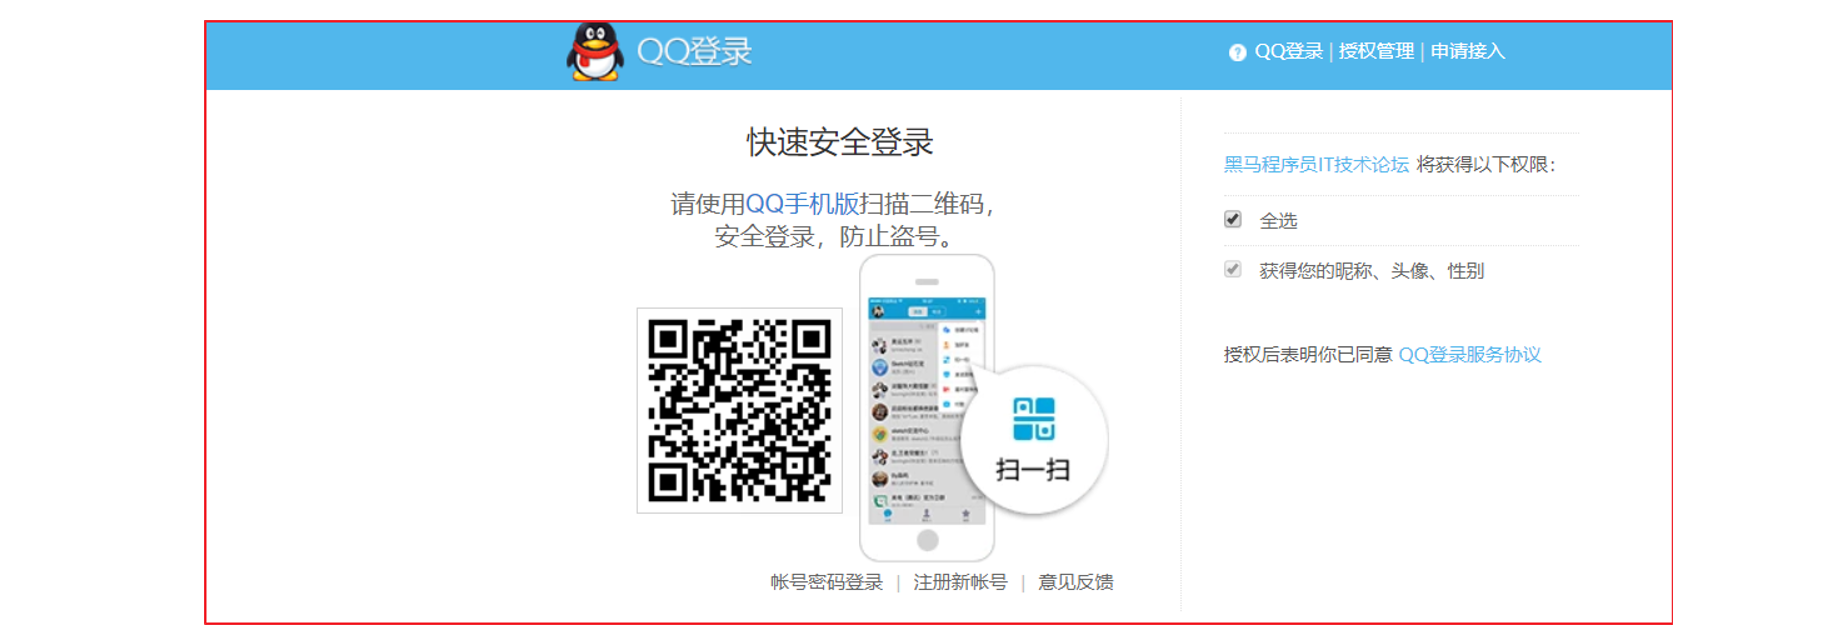 QQ登录
QQ登录 | 授权管理 | 申请接入
快速安全登录
请使用QQ手机版扫描二维码，
安全登录，防止盗号。
扫一扫
帐号密码登录 | 注册新帐号 | 意见反馈
黑马程序员IT技术论坛 将获得以下权限：
全选
获得您的昵称、头像、性别
授权后表明你已同意 QQ登录服务协议